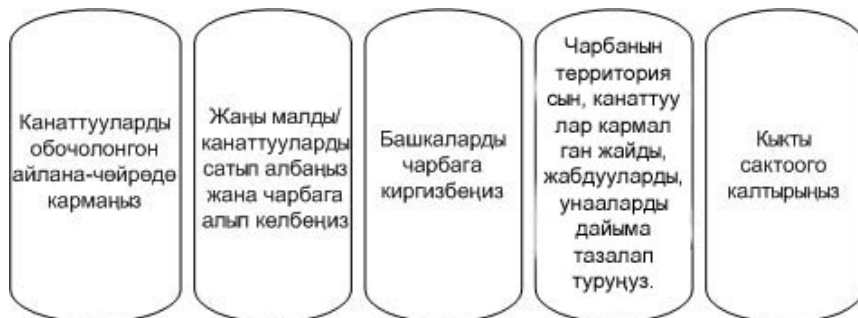 Канаттууларды
обочолонгон
айлана-чөйрөдө
кармаңыз
Жаңы малды/
канаттууларды
сатып албаңыз
жана чарбага
алып келбеңиз
Башкаларды
чарбага
киргизбеңиз
Чарбанын
территория
сын, канаттуу
лар кармал
ган жайды,
жабдууларды,
унааларды
дайыма
тазалап
туруңуз.
Кыкты
сактоого
калтырыңыз